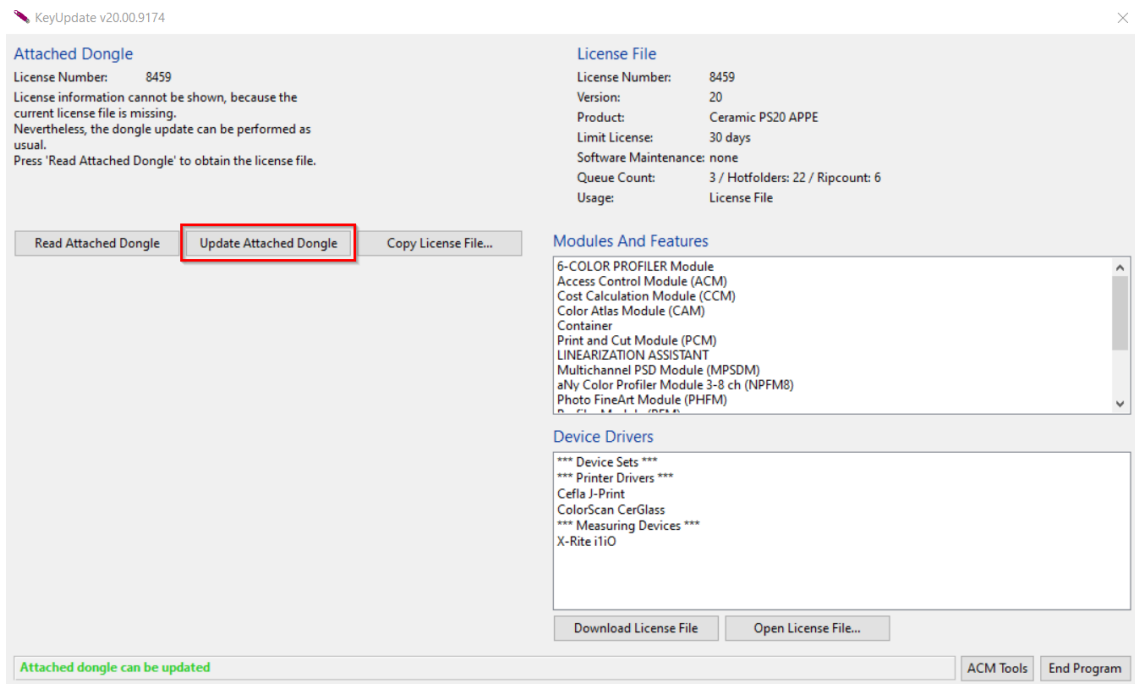 KeyUpdate v20.00.9174
Attached Dongle
License Number: 8459
License information cannot be shown, because the
current license file is missing.
Nevertheless, the dongle update can be performed as
usual.
Press 'Read Attached Dongle' to obtain the license file.
Read Attached Dongle
Update Attached Dongle
Copy License File...
License File
License Number: 8459
Version: 20
Product: Ceramic PS20 APPE
Limit License: 30 days
Software Maintenance: none
Queue Count: 3 / Hotfolders: 22 / Ripcount: 6
Usage: License File
Modules And Features
6-COLOR PROFILER Module
Access Control Module (ACM)
Cost Calculation Module (CCM)
Color Atlas Module (CAM)
Container
Print and Cut Module (PCM)
LINEARIZATION ASSISTANT
Multichannel PSD Module (MPSDM)
aNy Color Profiler Module 3-8 ch (NPFM8)
Photo FineArt Module (PHFM)
Device Drivers
*** Device Sets ***
*** Printer Drivers ***
Cefla J-Print
ColorScan CerGlass
*** Measuring Devices ***
X-Rite i1iO
Download License File
Open License File...
Attached dongle can be updated
ACM Tools
End Program